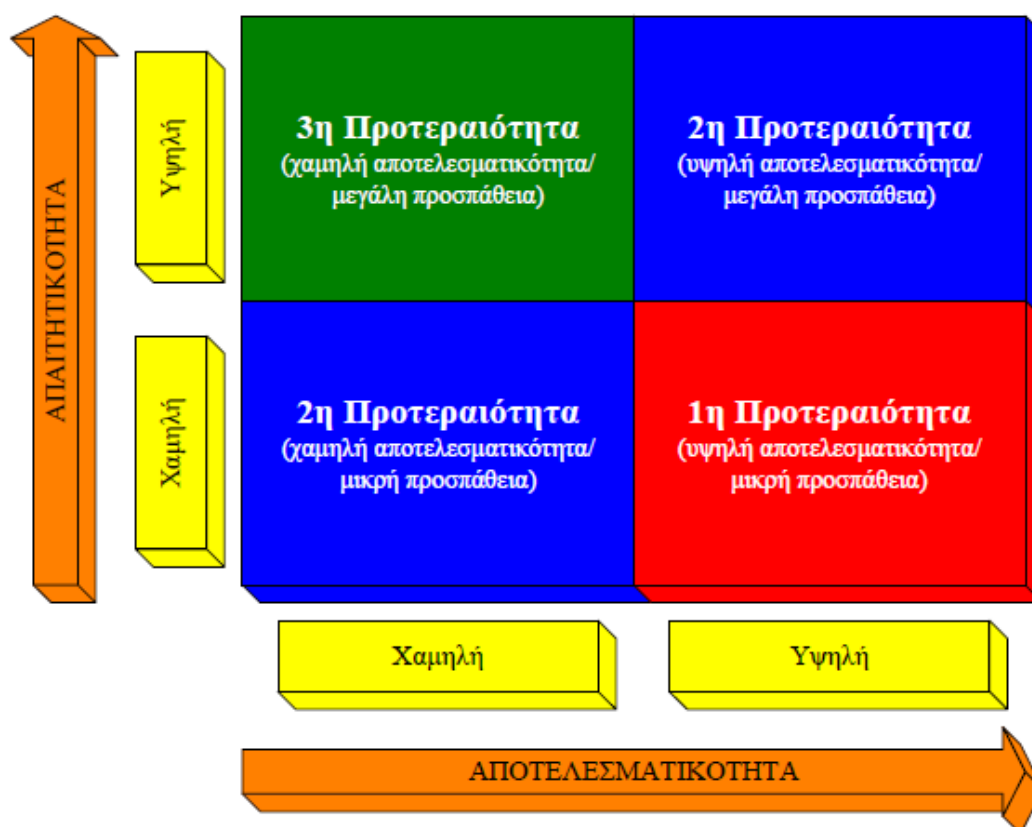 ΑΠΑΙΤΗΤΙΚΟΤΗΤΑ
Υψηλή
3η Προτεραιότητα
(χαμηλή αποτελεσματικότητα/
μεγάλη προσπάθεια)
2η Προτεραιότητα
(υψηλή αποτελεσματικότητα/
μεγάλη προσπάθεια)
Χαμηλή
2η Προτεραιότητα
(χαμηλή αποτελεσματικότητα/
μικρή προσπάθεια)
1η Προτεραιότητα
(υψηλή αποτελεσματικότητα/
μικρή προσπάθεια)
Χαμηλή
Υψηλή
ΑΠΟΤΕΛΕΣΜΑΤΙΚΟΤΗΤΑ